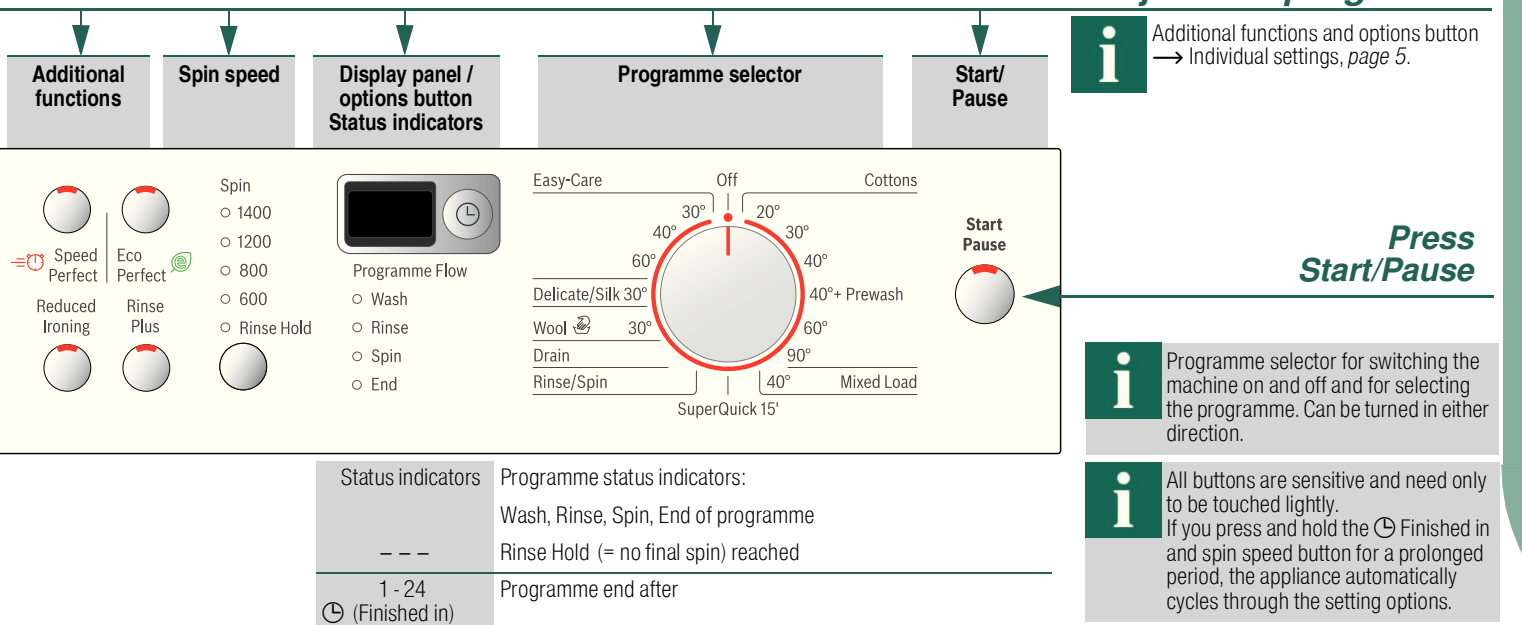 Additional functions and options button
→ Individual settings, page 5.
Additional
functions
Spin speed
Display panel /
options button
Status indicators
Programme selector
Start/
Pause
Speed
Perfect
Eco
Perfect
Reduced
Ironing
Rinse
Plus
Spin
1400
1200
800
600
Rinse Hold
Programme Flow
Wash
Rinse
Spin
End
Easy-Care
Off
Cottons
30°
40°
60°
Delicate/Silk 30°
Wool 30°
Drain
Rinse/Spin
20°
30°
40°
40°+ Prewash
60°
90°
40° Mixed Load
SuperQuick 15'
Start
Pause
Press
Start/Pause
Programme selector for switching the
machine on and off and for selecting
the programme. Can be turned in either
direction.
All buttons are sensitive and need only
to be touched lightly.
If you press and hold the Finished in
and spin speed button for a prolonged
period, the appliance automatically
cycles through the setting options.
Status indicators Programme status indicators:
Wash, Rinse, Spin, End of programme
– – – Rinse Hold (= no final spin) reached
1 - 24 Programme end after
(Finished in)